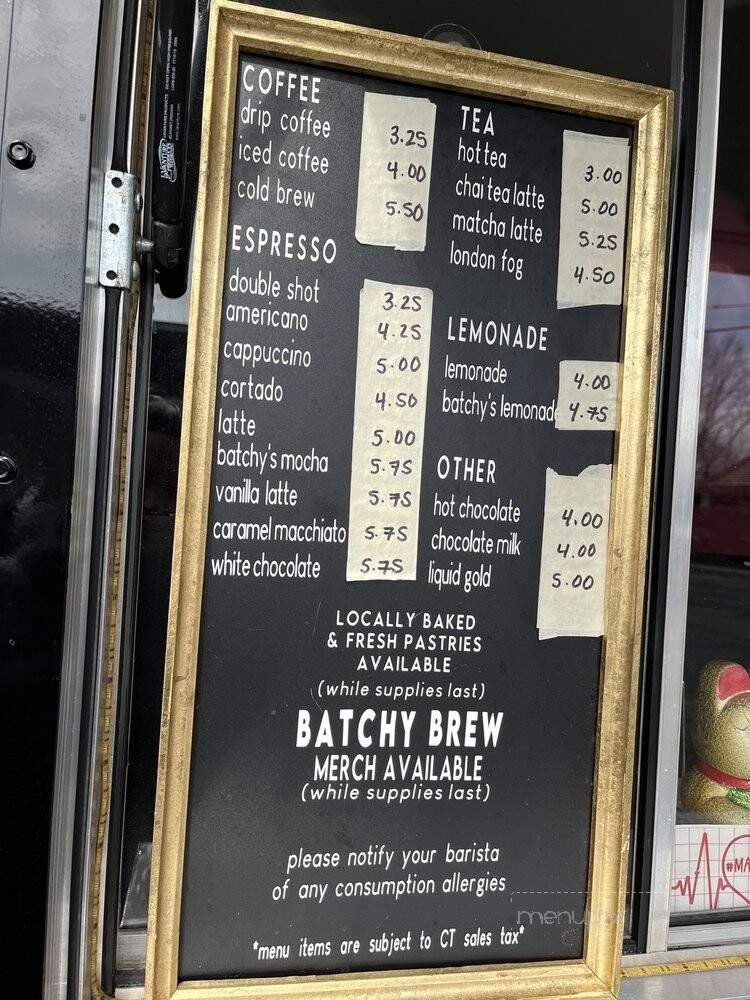 COFFEE
drip coffee 3.25
iced coffee 4.00
cold brew 5.50
ESPRESSO
double shot 3.25
americano 4.25
cappuccino 5.00
cortado 4.50
latte 5.00
batchy's mocha 5.75
vanilla latte 5.75
caramel macchiato 5.75
white chocolate 5.75
TEA
hot tea 3.00
chai tea latte 5.00
matcha latte 5.25
london fog 4.50
LEMONADE
lemonade 4.00
batchy's lemonad 4.75
OTHER
hot chocolate 4.00
chocolate milk 4.00
liquid gold 5.00
LOCALLY BAKED
& FRESH PASTRIES
AVAILABLE
(while supplies last)
BATCHY BREW
MERCH AVAILABLE
(while supplies last)
please notify your barista
of any consumption allergies
*menu items are subject to CT sales tax*
#MA